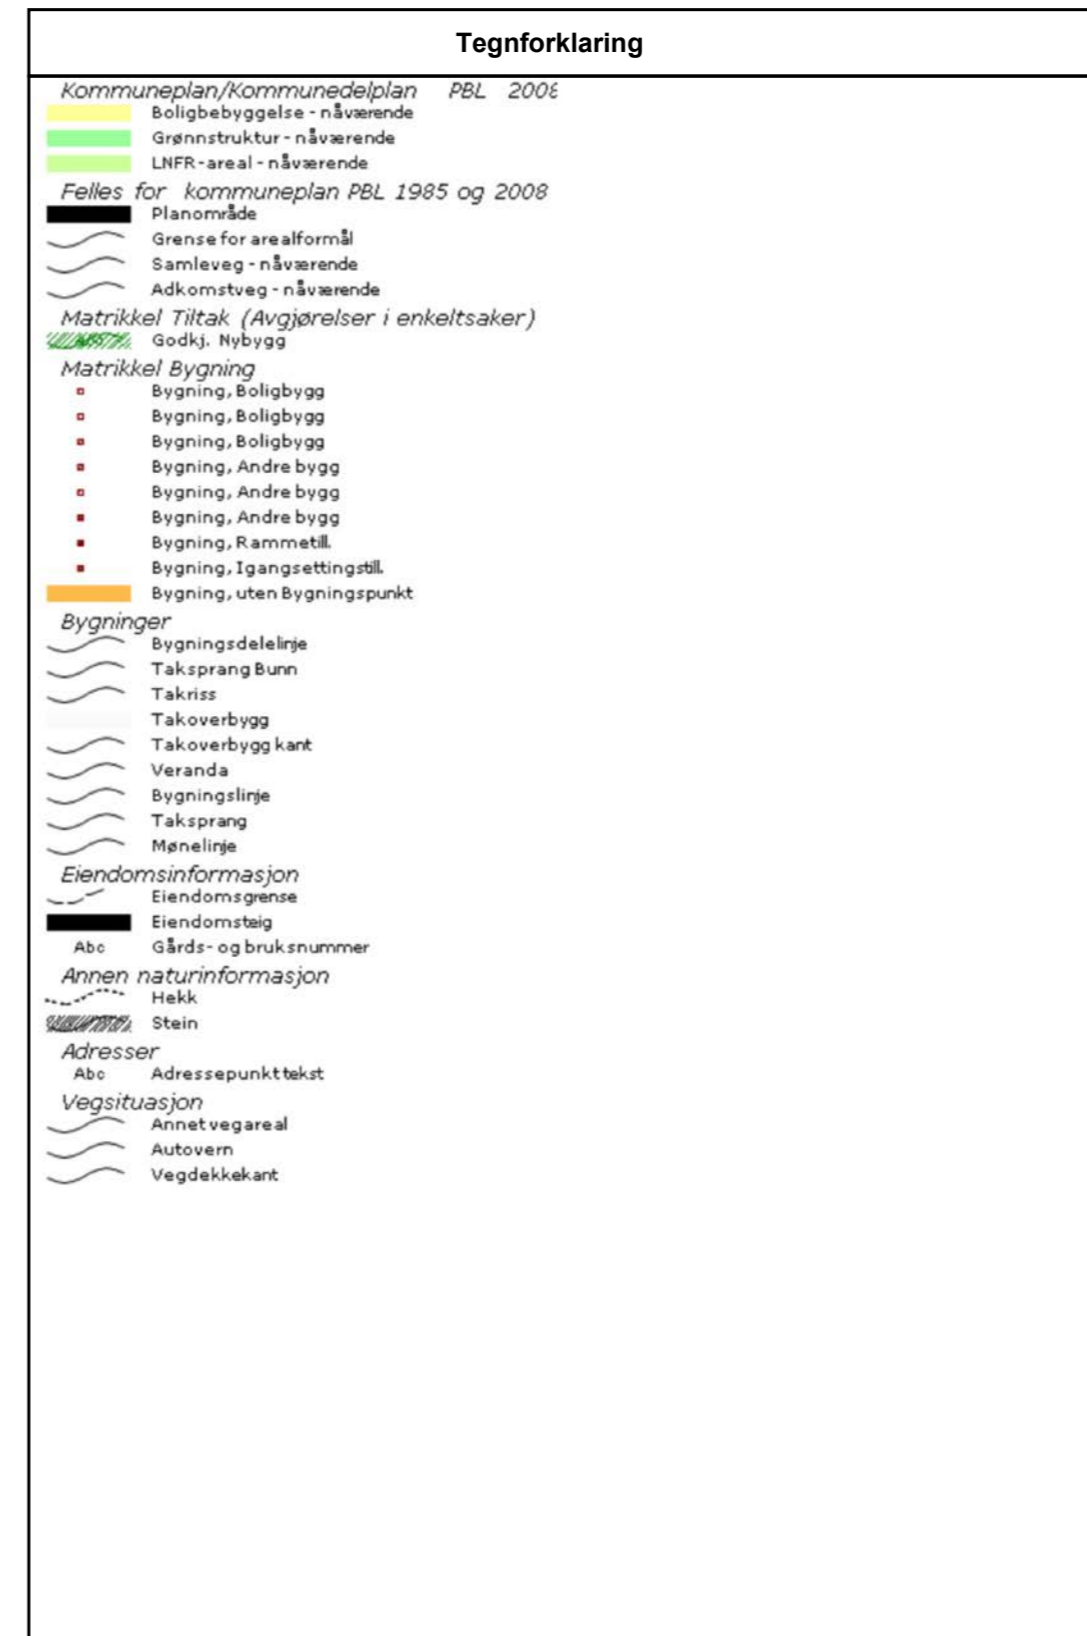 Tegnforklaring
Kommuneplan/Kommunedelplan PBL 2008
Boligbebyggelse - nåværende
Grønnstruktur - nåværende
LNFR-areal - nåværende
Felles for kommuneplan PBL 1985 og 2008
Planområde
Grense for arealformål
Samleveg - nåværende
Adkomstveg - nåværende
Matrikkel Tiltak (Avgjørelser i enkeltsaker)
Godkj. Nybygg
Matrikkel Bygning
Bygning, Boligbygg
Bygning, Boligbygg
Bygning, Boligbygg
Bygning, Andre bygg
Bygning, Andre bygg
Bygning, Andre bygg
Bygning, Rammetill.
Bygning, Igangsettingstill.
Bygning, uten Bygningspunkt
Bygninger
Bygningsdelelinje
Taksprang Bunn
Takriss
Takoverbygg
Takoverbygg kant
Veranda
Bygningslinje
Taksprang
Mønelinje
Eiendomsinformasjon
Eiendomsgrense
Eiendomsteig
Abc Gårds- og bruksnummer
Annen naturinformasjon
Hekk
Stein
Adresser
Abc Adressepunkt tekst
Vegsituasjon
Annet vegareal
Autovern
Vegdekkekant